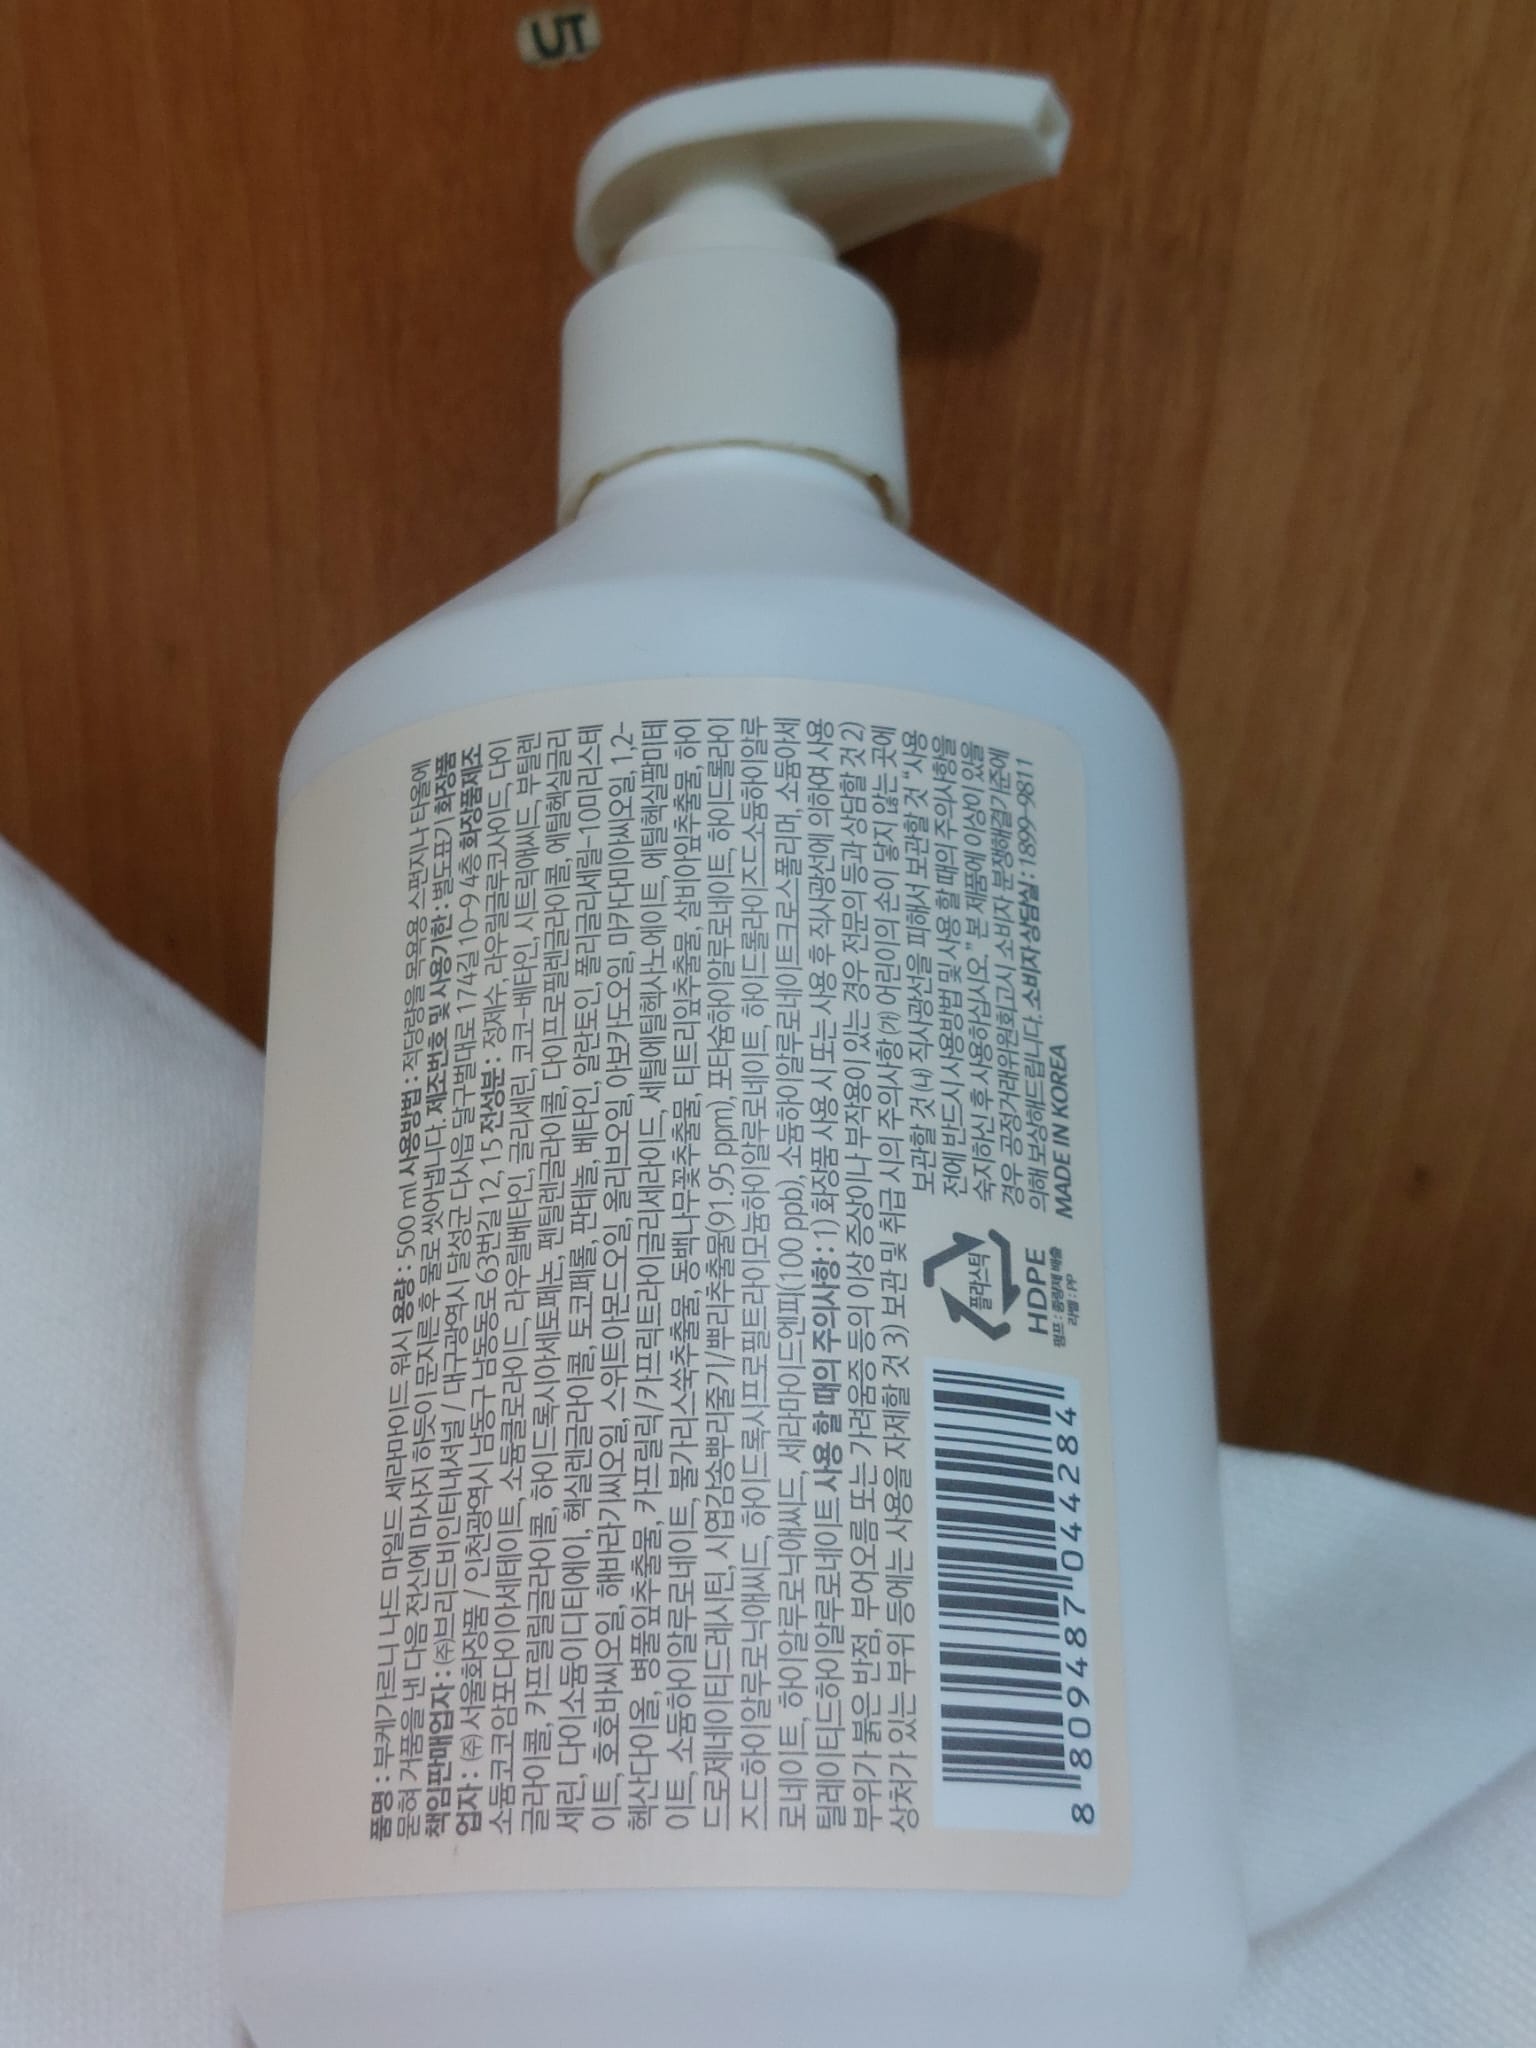 UT
품명 : 부케가르니 나드 마일드 세라마이드 워시 용량 : 500 ml 사용방법 : 적당량을 목욕용 스펀지나 타올에
묻혀 거품을 낸 다음 전신에 마사지 하듯이 문지른 후 물로 씻어냅니다. 제조번호 및 사용기한 : 별도표기 화장품
책임판매업자 : (주)브리드비인터내셔널 / 대구광역시 달성군 다사읍 달구벌대로 174길 10-9 4층 화장품제조
업자 : (주)서울화장품 / 인천광역시 남동구 남동동로 63번길 12, 15 전성분 : 정제수, 라우릴글루코사이드, 다이
소듐코코암포다이아세테이트, 소듐클로라이드, 라우릴베타인, 글리세린, 코코-베타인, 시트릭애씨드, 부틸렌
글라이콜, 카프릴릴글라이콜, 하이드록시아세토페논, 펜틸렌글라이콜, 다이프로필렌글라이콜, 에틸헥실글리
세린, 다이소듐이디티에이, 헥실렌글라이콜, 토코페롤, 판테놀, 베타인, 알란토인, 폴리글리세릴-10미리스테
이트, 호호바씨오일, 해바라기씨오일, 스위트아몬드오일, 올리브오일, 아보카도오일, 마카다미아씨오일, 1,2-
헥산다이올, 병풀잎추출물, 카프릴릭/카프릭트라이글리세라이드, 세틸에틸헥사노에이트, 에틸헥실팔미테
이트, 소듐하이알루로네이트, 불가리스쑥추출물, 동백나무꽃추출물, 티트리잎추출물, 살비아잎추출물, 하이
드로제네이티드레시틴, 시엽감송뿌리줄기/뿌리추출물(91.95 ppm), 포타슘하이알루로네이트, 하이드롤라이
즈드하이알루로닉애씨드, 하이드록시프로필트라이모늄하이알루로네이트, 하이드롤라이즈드소듐하이알루
로네이트, 하이알루로닉애씨드, 세라마이드엔피(100 ppb), 소듐하이알루로네이트크로스폴리머, 소듐아세
틸레이티드하이알루로네이트 사용 할 때의 주의사항 : 1) 화장품 사용 시 또는 사용 후 직사광선에 의하여 사용
부위가 붉은 반점, 부어오름 또는 가려움증 등의 이상 증상이나 부작용이 있는 경우 전문의 등과 상담할 것 2)
상처가 있는 부위 등에는 사용을 자제할 것 3) 보관 및 취급 시의 주의사항 (개) 어린이의 손이 닿지 않는 곳에
보관할 것 (내) 직사광선을 피해서 보관할 것 "사용
전에 반드시 사용방법 및 사용 할 때의 주의사항을
숙지하신 후 사용하십시오." 본 제품에 이상이 있을
경우 공정거래위원회고시 소비자 분쟁해결기준에
의해 보상해드립니다. 소비자 상담실 : 1899-9811
MADE IN KOREA
플라스틱
HDPE
펌프 : 종량제 배출
라벨 : PP
8 809487 044284